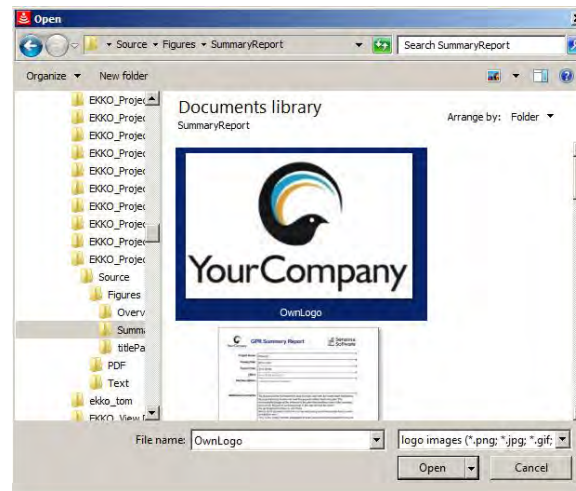 Open
Source
Figures
SummaryReport
Search SummaryReport
Organize
New folder
EKKO_Projec
EKKO_Projec
EKKO_Projec
EKKO_Projec
EKKO_Projec
EKKO_Projec
EKKO_Projec
EKKO_Projec
EKKO_Projec
EKKO_Projec
Source
Figures
Overv
Summa
titlePa
PDF
Text
ekko_tom
EKKO_View
Documents library
SummaryReport
Arrange by: Folder
YourCompany
OwnLogo
GPR Summary Report
Sensors
Software
File name: OwnLogo
logo images (*.png; *.jpg; *.gif;
Open
Cancel